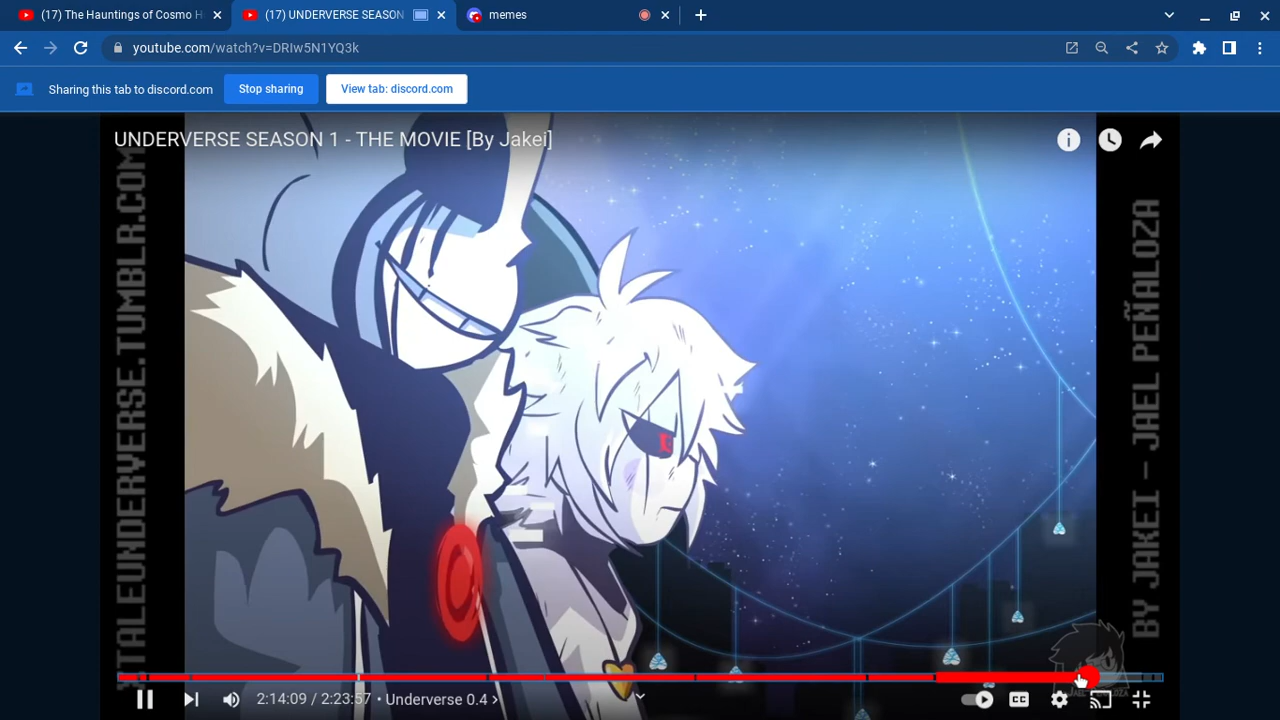 (17) The Hauntings of Cosmo H
(17) UNDERVERSE SEASON
memes
youtube.com/watch?v=DRIw5N1YQ3k
Sharing this tab to discord.com
Stop sharing
View tab: discord.com
UNDERVERSE SEASON 1 - THE MOVIE [By Jakei]
XTALEUNDERVERSE.TUMBLR.COM
BY JAKEI - JAEL PEÑALOZA
2:14:09 / 2:23:57 • Underverse 0.4 >
CC